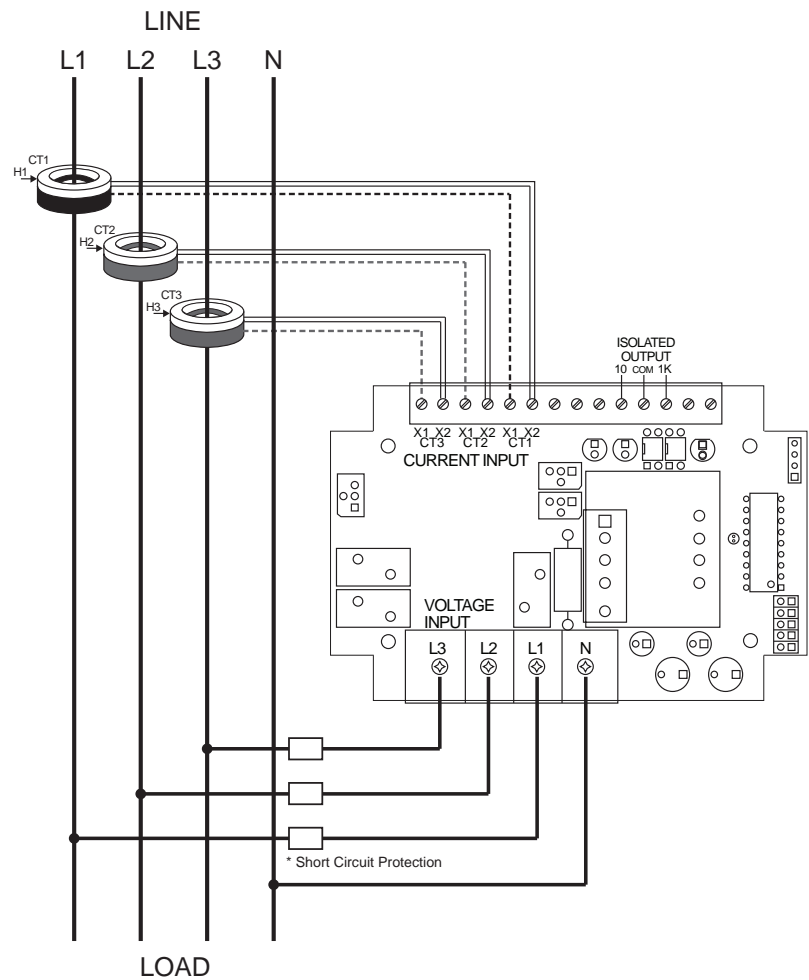 LINE
L1 L2 L3 N
CT1
H1
CT2
H2
CT3
H3
ISOLATED
OUTPUT
10 COM 1K
X1 X2 X1 X2 X1 X2
CT3 CT2 CT1
CURRENT INPUT
VOLTAGE
INPUT
L3 L2 L1 N
* Short Circuit Protection
LOAD